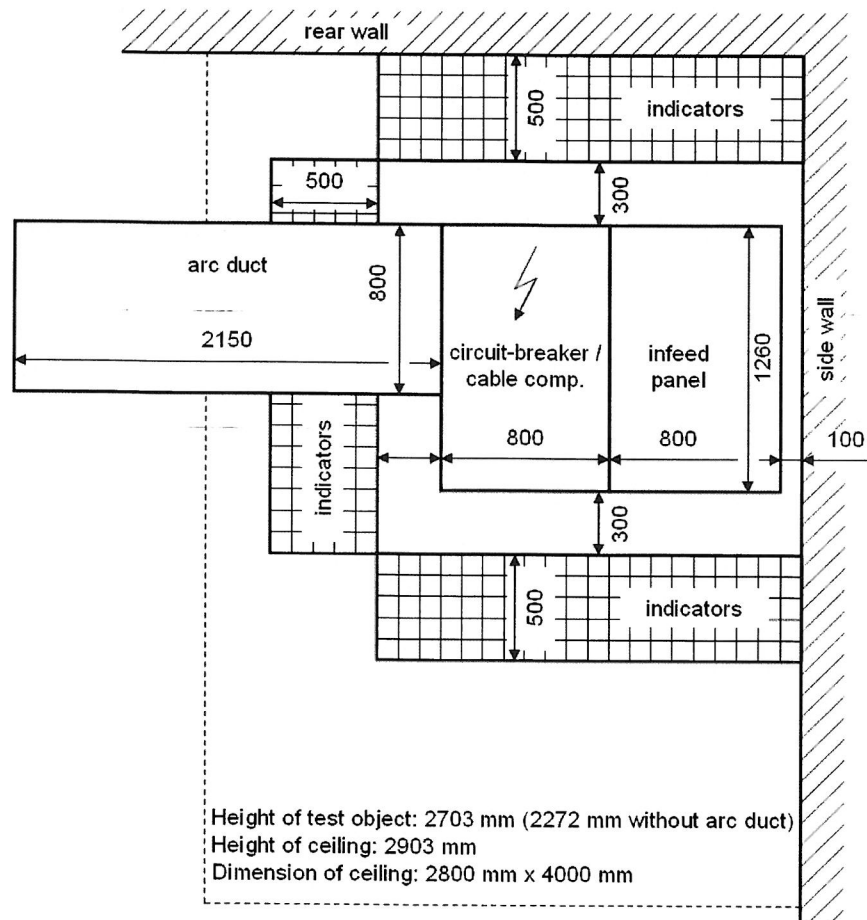 rear wall
500
indicators
500
300
arc duct
800
2150
circuit-breaker /
cable comp.
infeed
panel
1260
side wall
800
800
100
indicators
300
500
indicators
Height of test object: 2703 mm (2272 mm without arc duct)
Height of ceiling: 2903 mm
Dimension of ceiling: 2800 mm x 4000 mm